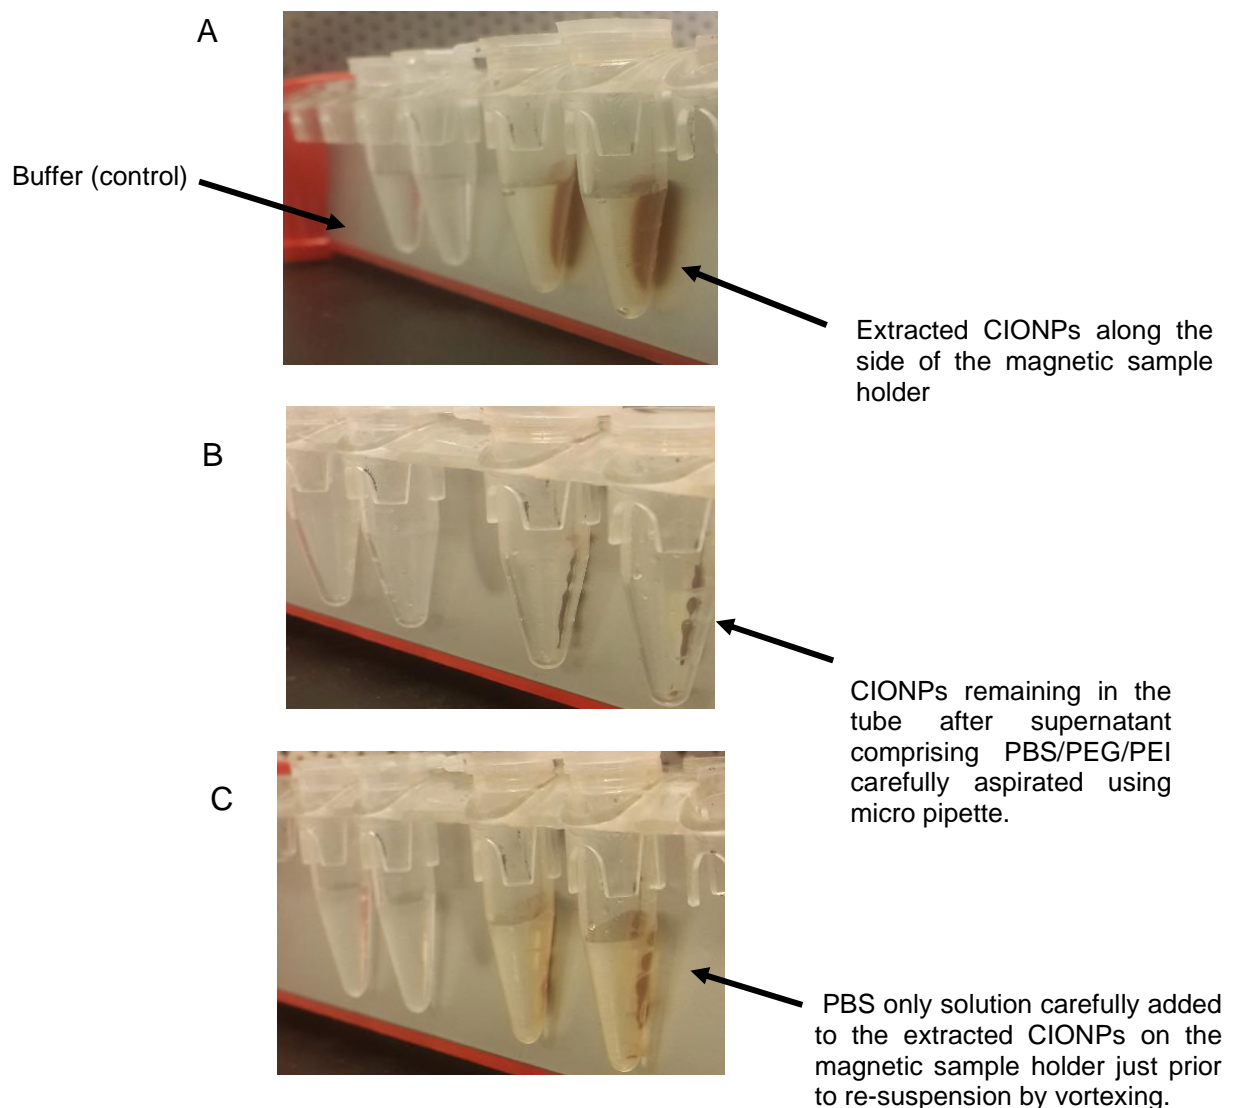 A
Buffer (control)
Extracted CIONPs along the
side of the magnetic sample
holder
B
CIONPs remaining in the
tube after supernatant
comprising PBS/PEG/PEI
carefully aspirated using
micro pipette.
C
PBS only solution carefully added
to the extracted CIONPs on the
magnetic sample holder just prior
to re-suspension by vortexing.